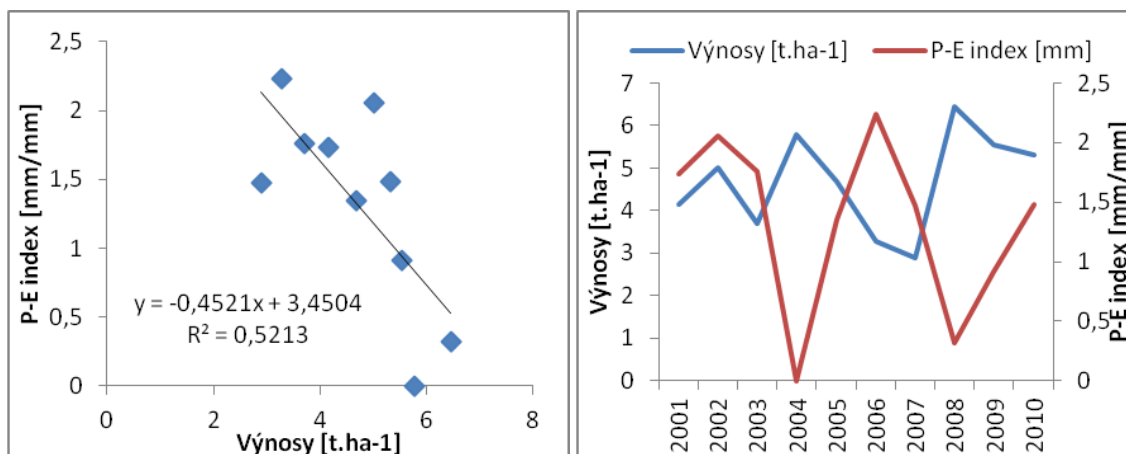 2,5
2
1,5
1
0,5
0
P-E index [mm/mm]
y = -0,4521x + 3,4504
R² = 0,5213
0 2 4 6 8
Výnosy [t.ha-1]
Výnosy [t.ha-1] P-E index [mm]
7
6
5
4
3
2
1
0
Výnosy [t.ha-1]
2,5
2
1,5
1
0,5
0
P-E index [mm/mm]
2001 2002 2003 2004 2005 2006 2007 2008 2009 2010